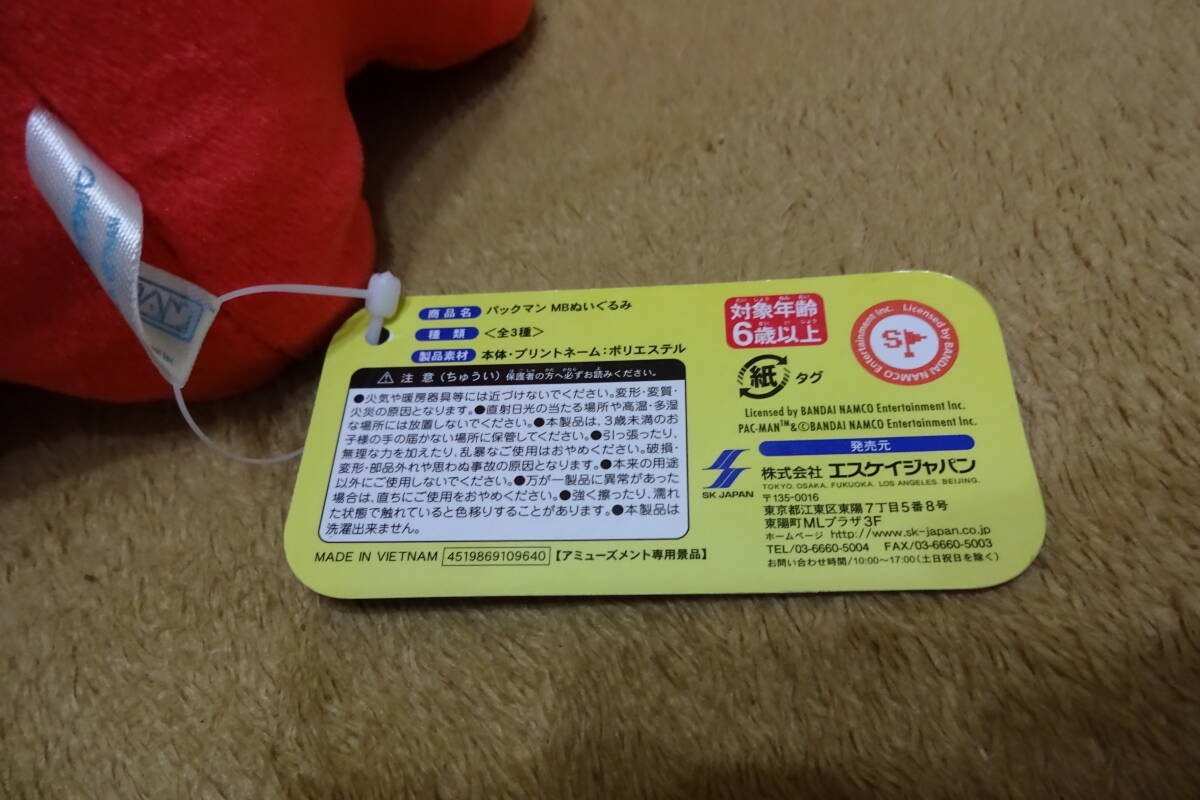 商品名 パックマン MBぬいぐるみ
種類 <全3種>
製品素材 本体・プリントネーム:ポリエステル
注意(ちゅうい) 保護者の方へ必ずお読みください。
●火気や暖房器具等には近づけないでください。変形・変質・
火災の原因となります。●直射日光の当たる場所や高温・多湿
な場所には放置しないでください。●本製品は、3歳未満のお
子様の手の届かない場所に保管してください。●引っ張ったり、
無理な力を加えたり、乱暴なご使用はおやめください。破損・
変形・部品外れや思わぬ事故の原因となります。●本来の用途
以外にご使用しないでください。●万が一製品に異常があった
場合は、直ちにご使用をおやめください。●強く擦ったり、濡れ
た状態で触れていると色移りすることがあります。●本製品は
洗濯出来ません。
MADE IN VIETNAM 4519869109640 【アミューズメント専用景品】
対象年齢
6歳以上
紙 タグ
Licensed by BANDAI NAMCO Entertainment Inc.
SP
Licensed by BANDAI NAMCO Entertainment Inc.
PAC-MAN™&©BANDAI NAMCO Entertainment Inc.
発売元
SK JAPAN
株式会社 エスケイジャパン
TOKYO. OSAKA. FUKUOKA. LOS ANGELES. BEIJING.
〒135-0016
東京都江東区東陽7丁目5番8号
東陽町MLプラザ3F
ホームページ http://www.sk-japan.co.jp
TEL/03-6660-5004 FAX/03-6660-5003
お問い合わせ時間/10:00~17:00(土日祝日を除く)